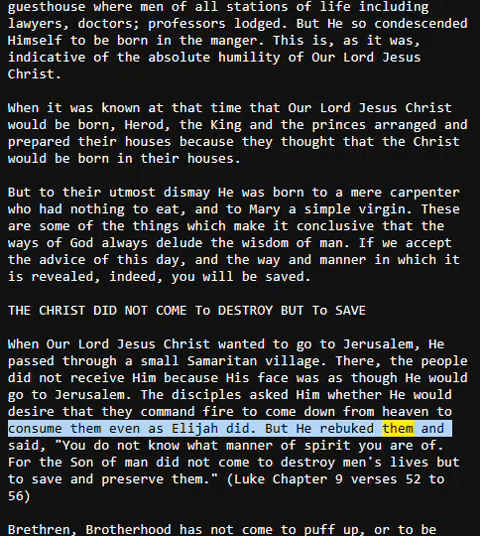 guesthouse where men of all stations of life including
lawyers, doctors; professors lodged. But He so condescended
Himself to be born in the manger. This is, as it was,
indicative of the absolute humility of Our Lord Jesus
Christ.
When it was known at that time that Our Lord Jesus Christ
would be born, Herod, the King and the princes arranged and
prepared their houses because they thought that the Christ
would be born in their houses.
But to their utmost dismay He was born to a mere carpenter
who had nothing to eat, and to Mary a simple virgin. These
are some of the things which make it conclusive that the
ways of God always delude the wisdom of man. If we accept
the advice of this day, and the way and manner in which it
is revealed, indeed, you will be saved.
THE CHRIST DID NOT COME To DESTROY BUT To SAVE
When Our Lord Jesus Christ wanted to go to Jerusalem, He
passed through a small Samaritan village. There, the people
did not receive Him because His face was as though He would
go to Jerusalem. The disciples asked Him whether He would
desire that they command fire to come down from heaven to
consume them even as Elijah did. But He rebuked them and
said, "You do not know what manner of spirit you are of.
For the Son of man did not come to destroy men's lives but
to save and preserve them." (Luke Chapter 9 verses 52 to
56)
Brethren, Brotherhood has not come to puff up, or to be